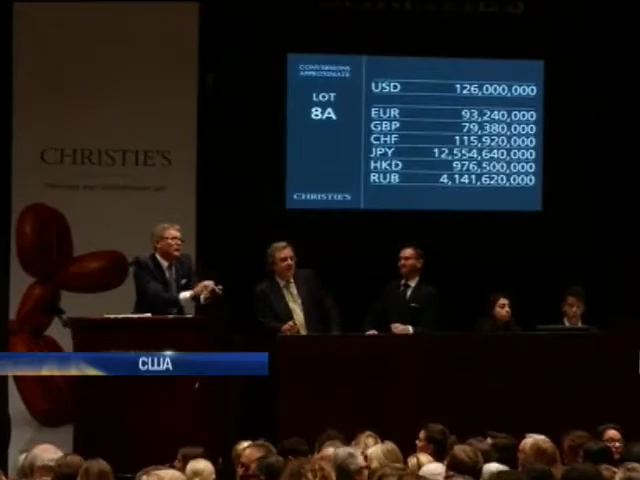 CONVERSIONS
APPROXIMATE
LOT
8A
USD 126,000,000
EUR 93,240,000
GBP 79,380,000
CHF 115,920,000
JPY 12,554,640,000
HKD 976,500,000
RUB 4,141,620,000
CHRISTIE'S
CHRISTIE'S
США